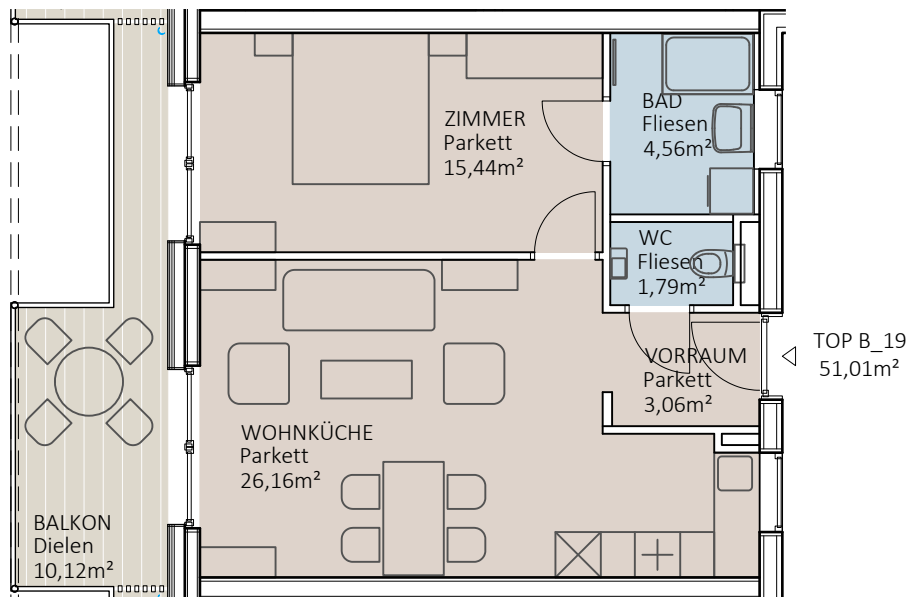 ZIMMER
Parkett
15,44m²
BAD
Fliesen
4,56m²
WC
Fliesen
1,79m²
VORRAUM
Parkett
3,06m²
TOP B_19
51,01m²
WOHNKÜCHE
Parkett
26,16m²
BALKON
Dielen
10,12m²